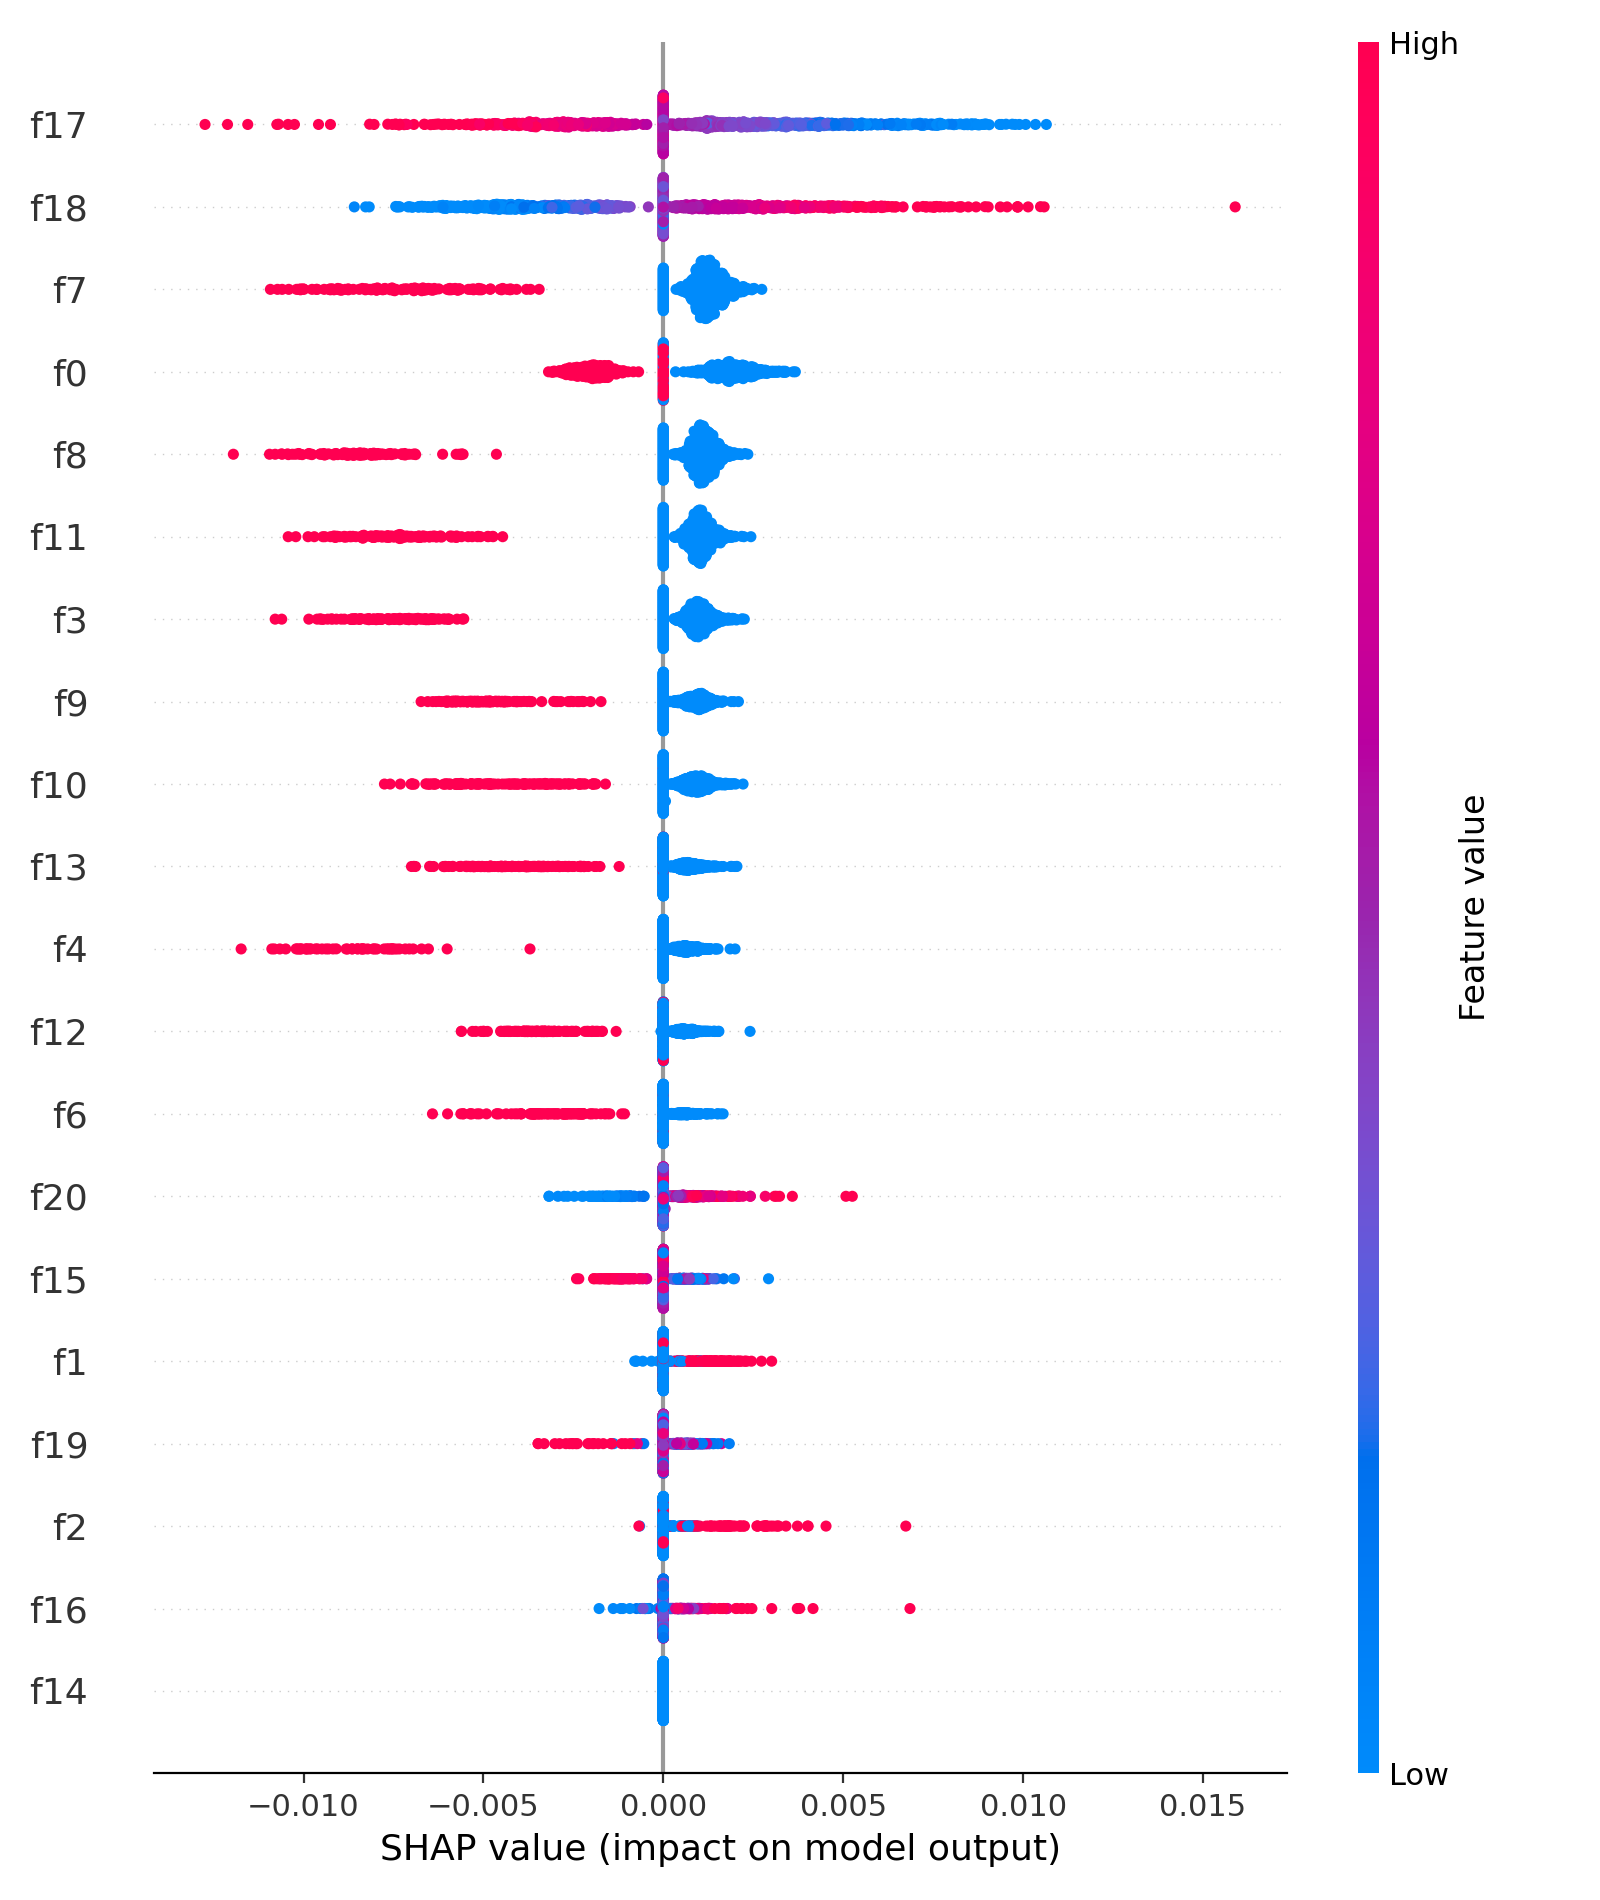 High
f17
f18
f7
f0
f8
f11
f3
f9
f10
f13
f4
f12
f6
f20
f15
f1
f19
f2
f16
f14
Feature value
Low
−0.010 −0.005 0.000 0.005 0.010 0.015
SHAP value (impact on model output)